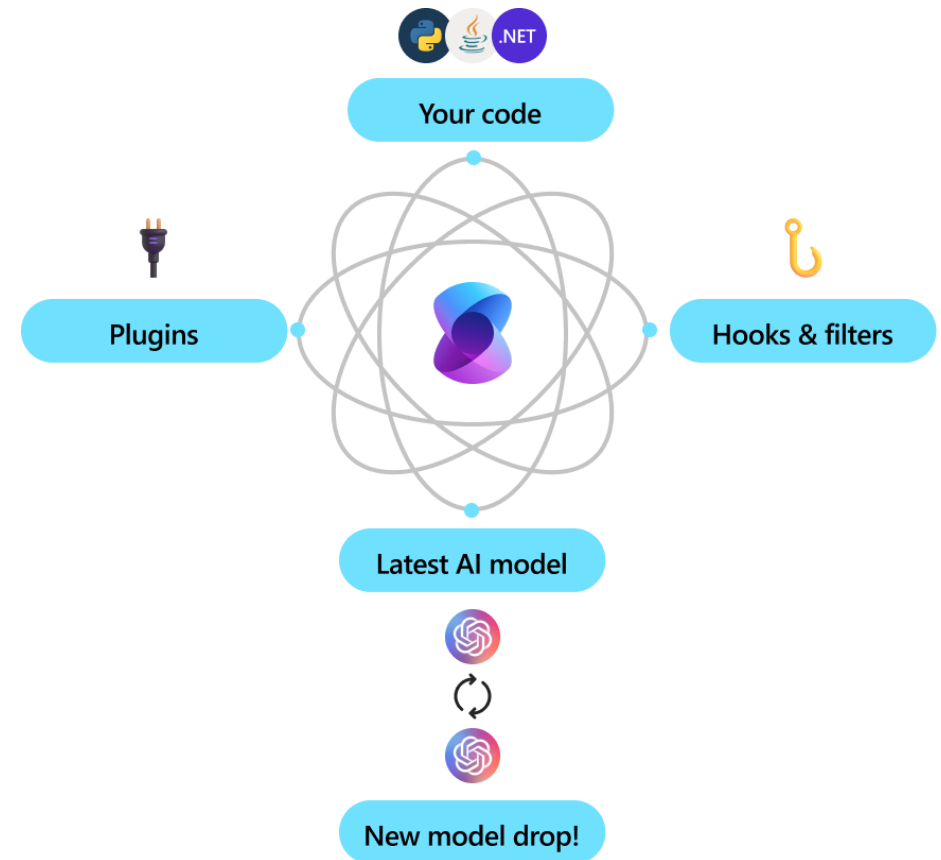 .NET
Your code
Plugins
Hooks & filters
Latest AI model
New model drop!